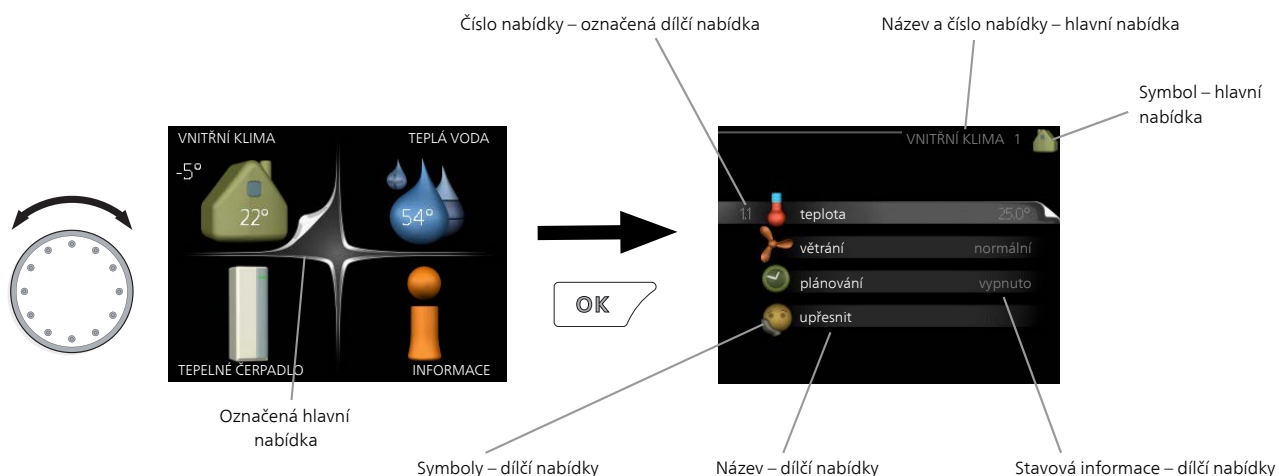 Číslo nabídky – označená dílčí nabídka
Název a číslo nabídky – hlavní nabídka
Symbol – hlavní
nabídka
VNITŘNÍ KLIMA
TEPLÁ VODA
-5°
22°
54°
TEPELNÉ ČERPADLO
INFORMACE
Označená hlavní
nabídka
OK
VNITŘNÍ KLIMA 1
1.1 teplota 25.0°
větrání normální
plánování vypnuto
upřesnit
Symboly – dílčí nabídky
Název – dílčí nabídky
Stavová informace – dílčí nabídky